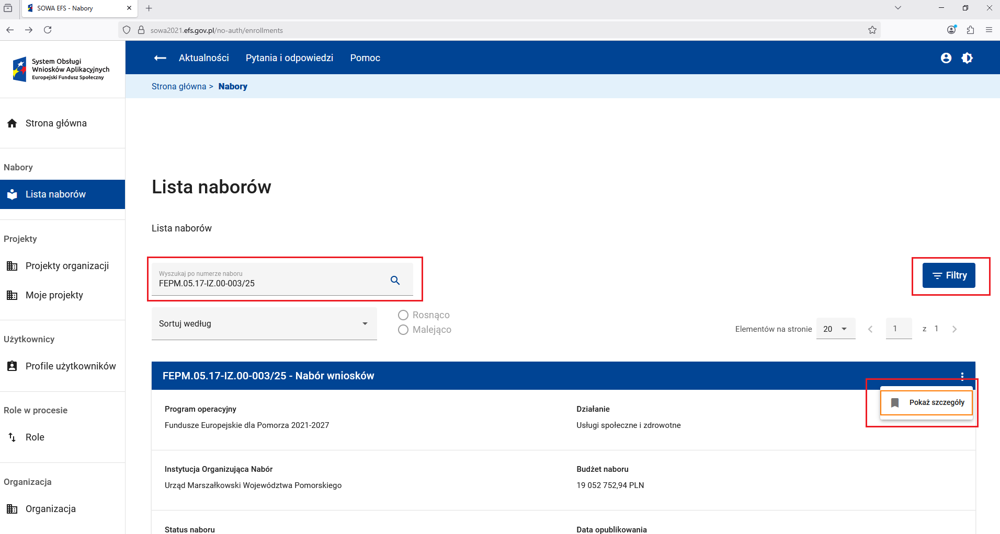 SOWA EFS - Nabory
sowa2021.efs.gov.pl/no-auth/enrollments
System Obsługi
Wniosków Aplikacyjnych
Europejski Fundusz Społeczny
Aktualności Pytania i odpowiedzi Pomoc
Strona główna > Nabory
Strona główna
Nabory
Lista naborów
Projekty
Projekty organizacji
Moje projekty
Użytkownicy
Profile użytkowników
Role w procesie
Role
Organizacja
Organizacja
Lista naborów
Lista naborów
Wyszukaj po numerze naboru
FEPM.05.17-IZ.00-003/25
Filtry
Sortuj według
Rosnąco
Malejąco
Elementów na stronie 20 1 z 1
FEPM.05.17-IZ.00-003/25 - Nabór wniosków
Pokaż szczegóły
Program operacyjny
Fundusze Europejskie dla Pomorza 2021-2027
Działanie
Usługi społeczne i zdrowotne
Instytucja Organizująca Nabór
Urząd Marszałkowski Województwa Pomorskiego
Budżet naboru
19 052 752,94 PLN
Status naboru
Data opublikowania